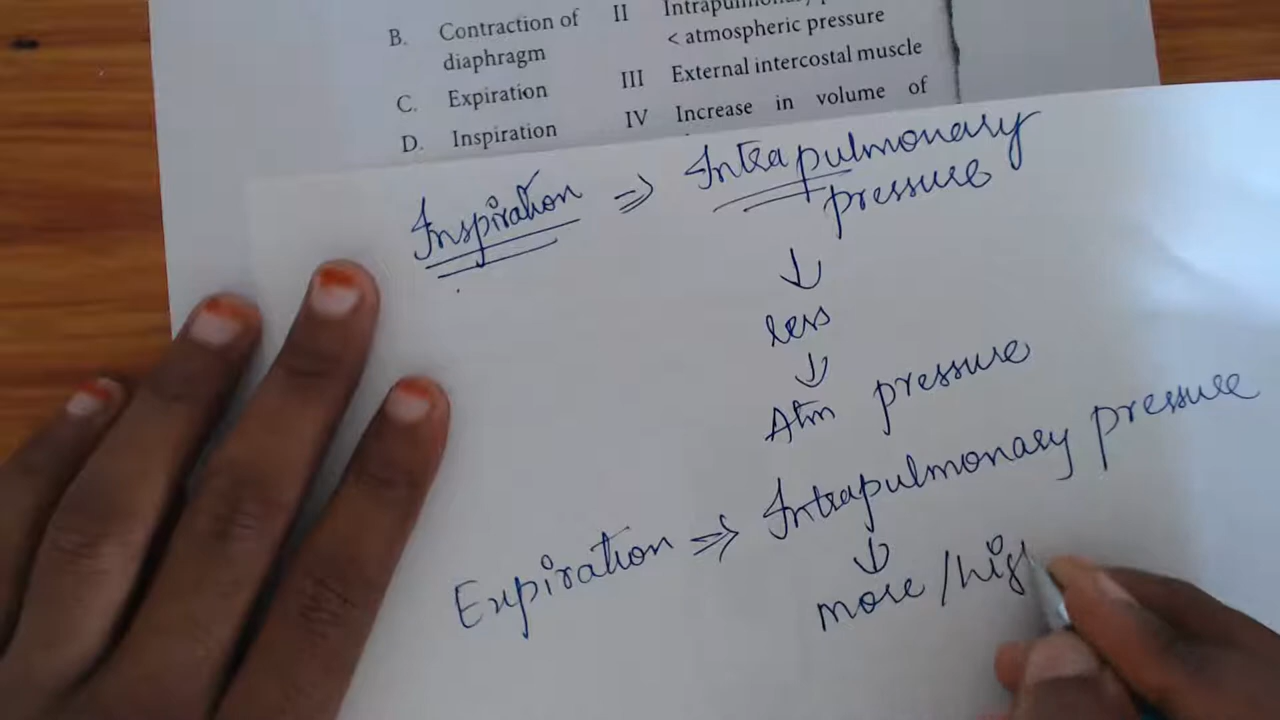 B. Contraction of diaphragm
II
< atmospheric pressure
III External intercostal muscle
C. Expiration
IV Increase in volume of
D. Inspiration
Inspiration ⇒ Intrapulmonary pressure
↓
less
↓
Atm pressure
Expiration ⇒ Intrapulmonary pressure
↓
more / hig